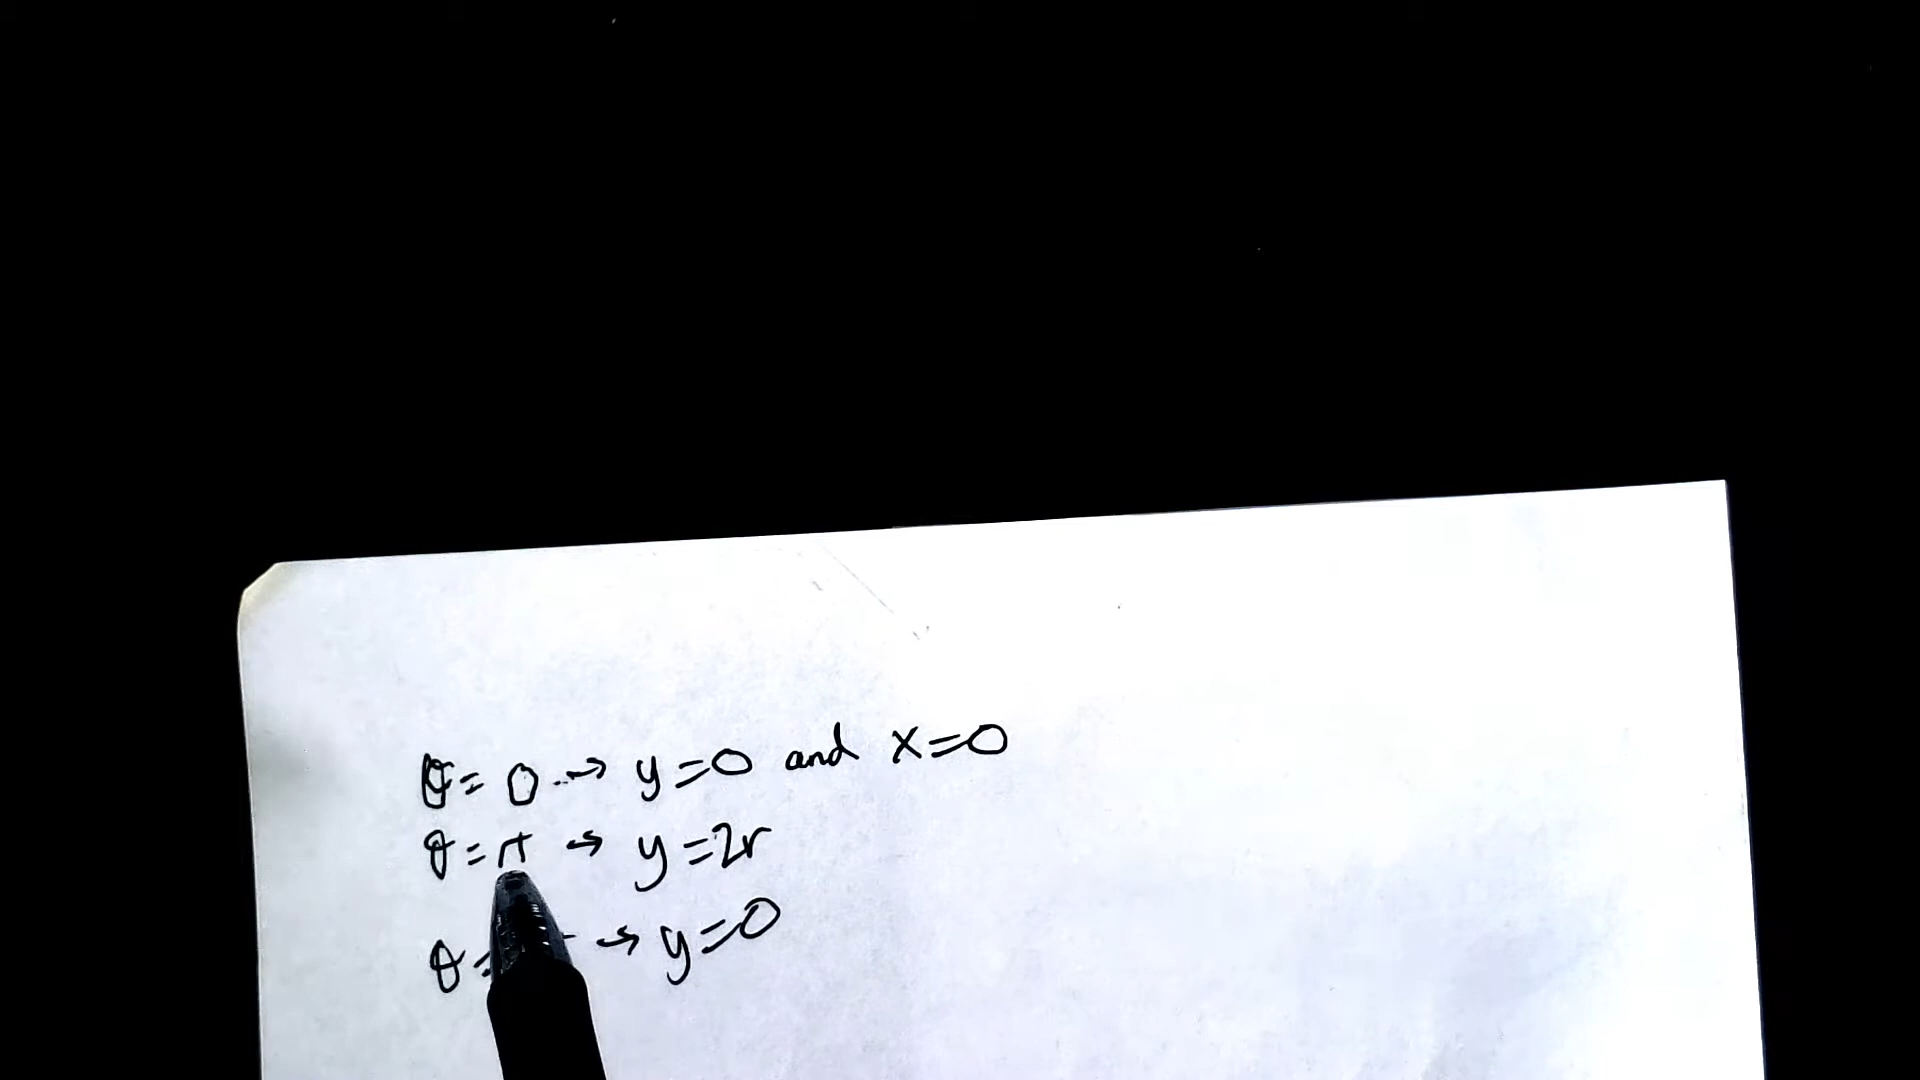 θ = 0 → y = 0 and x = 0
θ = π → y = 2r
θ = → y = 0